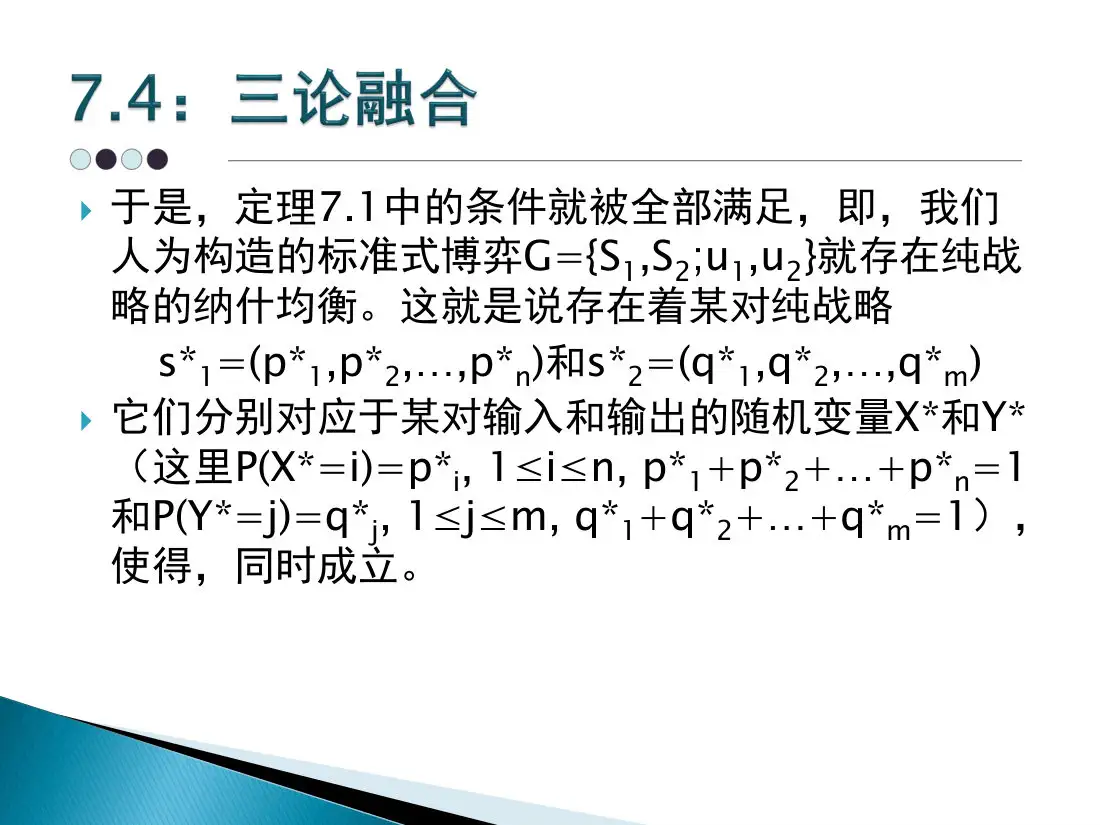 7.4：三论融合
于是，定理7.1中的条件就被全部满足，即，我们
人为构造的标准式博弈G={S₁,S₂;u₁,u₂}就存在纯战
略的纳什均衡。这就是说存在着某对纯战略
s*₁=(p*₁,p*₂,…,p*ₙ)和s*₂=(q*₁,q*₂,…,q*ₘ)
它们分别对应于某对输入和输出的随机变量X*和Y*
（这里P(X*=i)=p*ᵢ, 1≤i≤n, p*₁+p*₂+…+p*ₙ=1
和P(Y*=j)=q*ⱼ, 1≤j≤m, q*₁+q*₂+…+q*ₘ=1），
使得，同时成立。